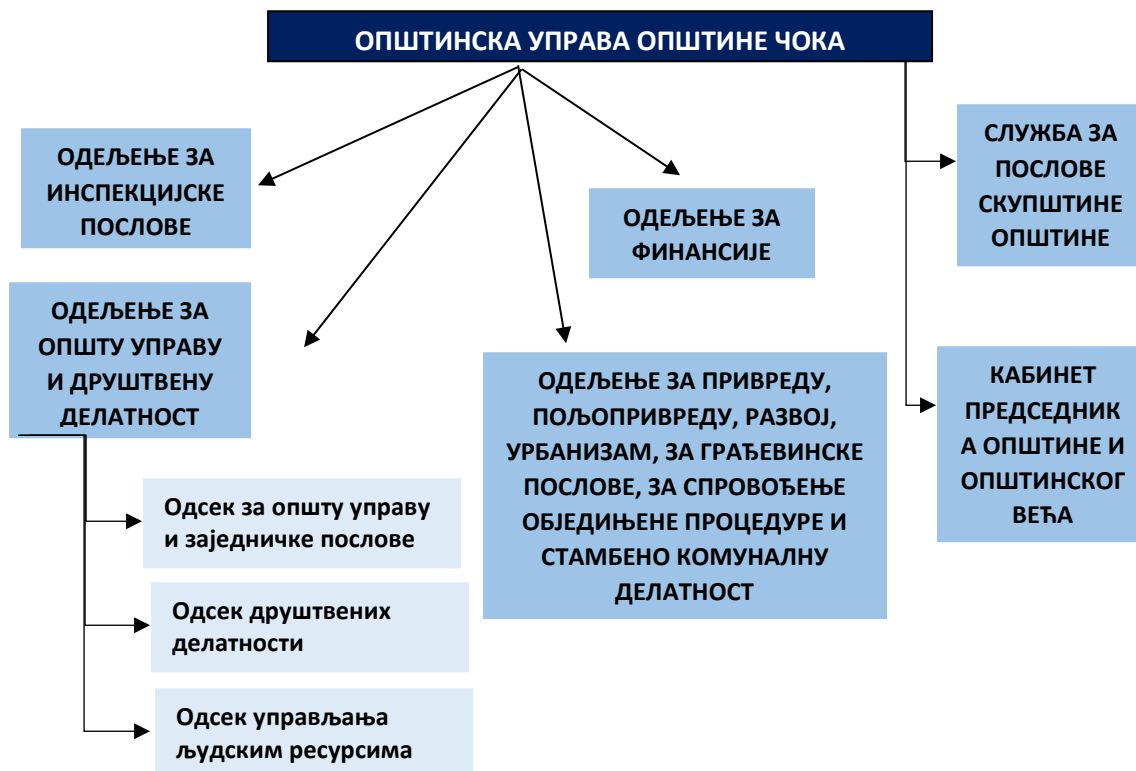 ОПШТИНСКА УПРАВА ОПШТИНЕ ЧОКА
ОДЕЉЕЊЕ ЗА
ИНСПЕКЦИЈСКЕ
ПОСЛОВЕ
ОДЕЉЕЊЕ ЗА
ФИНАНСИЈЕ
СЛУЖБА ЗА
ПОСЛОВЕ
СКУПШТИНЕ
ОПШТИНЕ
ОДЕЉЕЊЕ ЗА
ОПШТУ УПРАВУ
И ДРУШТВЕНУ
ДЕЛАТНОСТ
ОДЕЉЕЊЕ ЗА ПРИВРЕДУ,
ПОЉОПРИВРЕДУ, РАЗВОЈ,
УРБАНИЗАМ, ЗА ГРАЂЕВИНСКЕ
ПОСЛОВЕ, ЗА СПРОВОЂЕЊЕ
ОБЈЕДИЊЕНЕ ПРОЦЕДУРЕ И
СТАМБЕНО КОМУНАЛНУ
ДЕЛАТНОСТ
КАБИНЕТ
ПРЕДСЕДНИК
А ОПШТИНЕ И
ОПШТИНСКОГ
ВЕЋА
Одсек за општу управу
и заједничке послове
Одсек друштвених
делатности
Одсек управљања
људским ресурсима